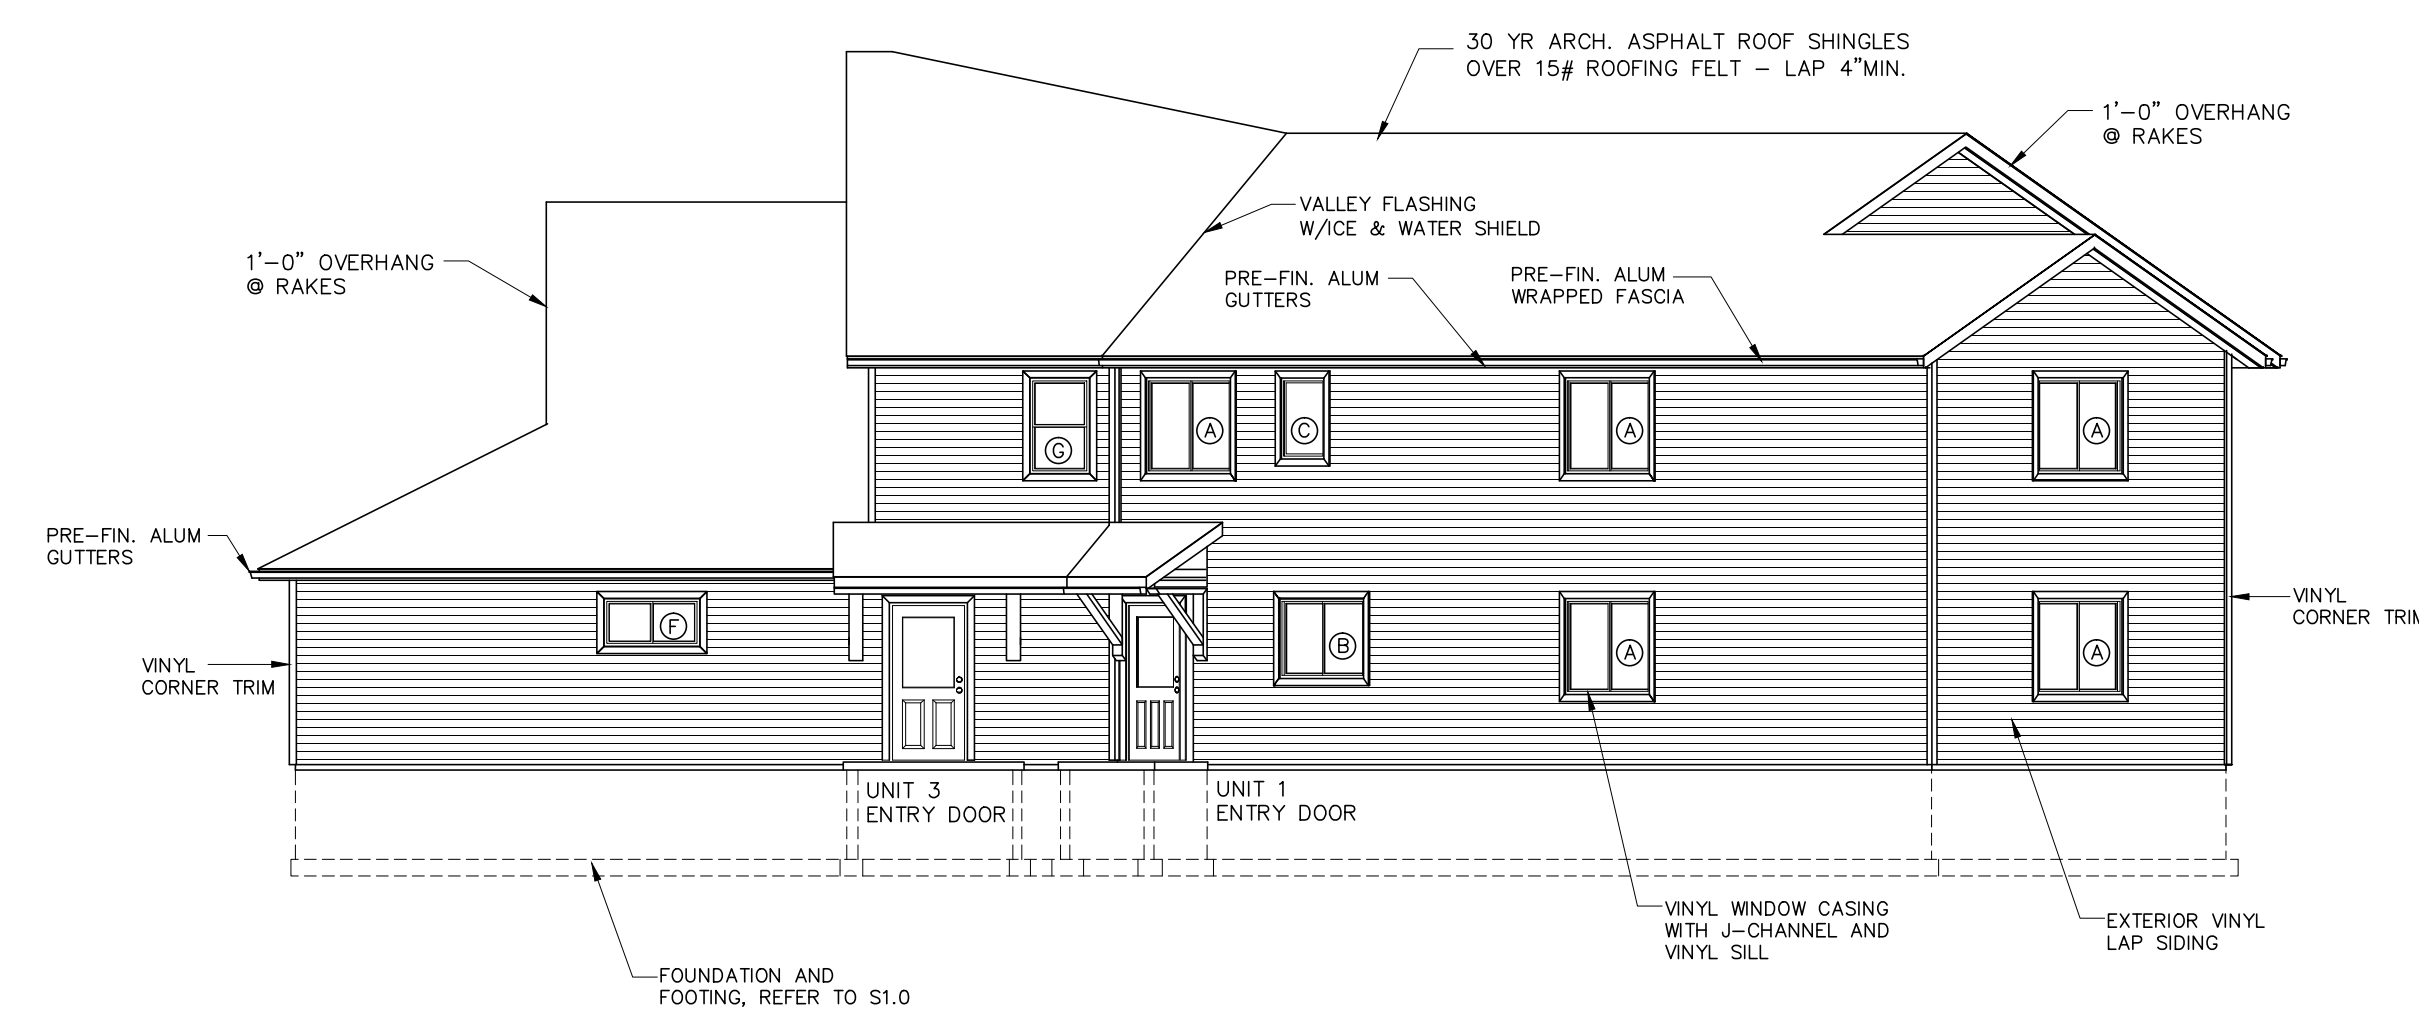 30 YR ARCH. ASPHALT ROOF SHINGLES
OVER 15# ROOFING FELT – LAP 4"MIN.
1'–0" OVERHANG
@ RAKES
VALLEY FLASHING
W/ICE & WATER SHIELD
1'–0" OVERHANG
@ RAKES
PRE–FIN. ALUM
GUTTERS
PRE–FIN. ALUM
WRAPPED FASCIA
G
A
C
A
A
PRE–FIN. ALUM
GUTTERS
F
B
A
A
VINYL
CORNER TRIM
VINYL
CORNER TRIM
UNIT 3
ENTRY DOOR
UNIT 1
ENTRY DOOR
VINYL WINDOW CASING
WITH J–CHANNEL AND
VINYL SILL
EXTERIOR VINYL
LAP SIDING
FOUNDATION AND
FOOTING, REFER TO S1.0